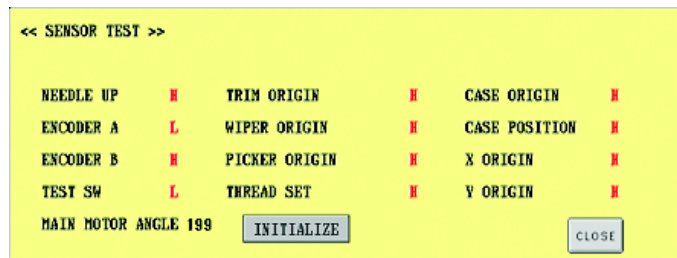 << SENSOR TEST >>
NEEDLE UP H TRIM ORIGIN H CASE ORIGIN H
ENCODER A L WIPER ORIGIN H CASE POSITION H
ENCODER B H PICKER ORIGIN H X ORIGIN H
TEST SW L THREAD SET H Y ORIGIN H
MAIN MOTOR ANGLE 199 INITIALIZE CLOSE